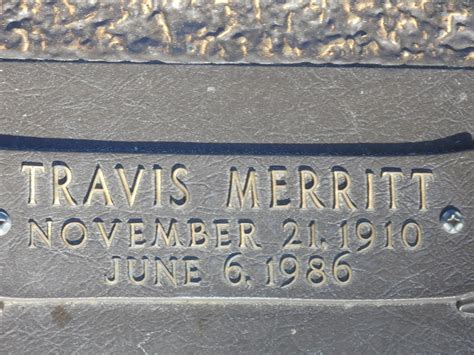 TRAVIS MERRITT
NOVEMBER 21, 1910
JUNE 6, 1986